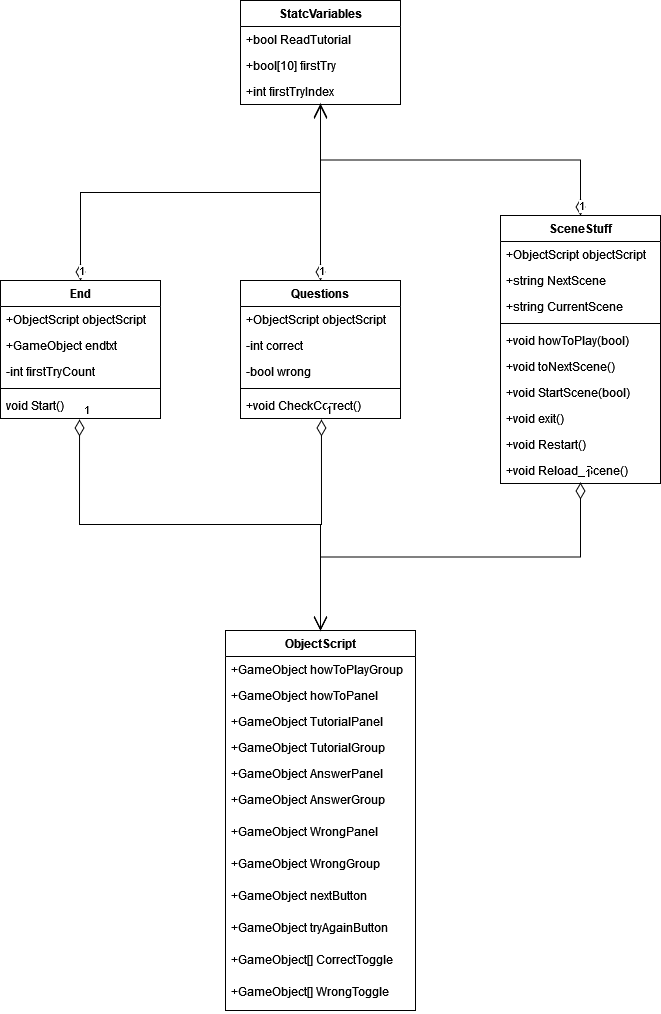 StatcVariables
+bool ReadTutorial
+bool[10] firstTry
+int firstTryIndex
1
1
1
End
+ObjectScript objectScript
+GameObject endtxt
-int firstTryCount
void Start()
1
Questions
+ObjectScript objectScript
-int correct
-bool wrong
+void CheckCorrect()
1
SceneStuff
+ObjectScript objectScript
+string NextScene
+string CurrentScene
+void howToPlay(bool)
+void toNextScene()
+void StartScene(bool)
+void exit()
+void Restart()
+void Reload_Scene()
1
ObjectScript
+GameObject howToPlayGroup
+GameObject howToPanel
+GameObject TutorialPanel
+GameObject TutorialGroup
+GameObject AnswerPanel
+GameObject AnswerGroup
+GameObject WrongPanel
+GameObject WrongGroup
+GameObject nextButton
+GameObject tryAgainButton
+GameObject[] CorrectToggle
+GameObject[] WrongToggle